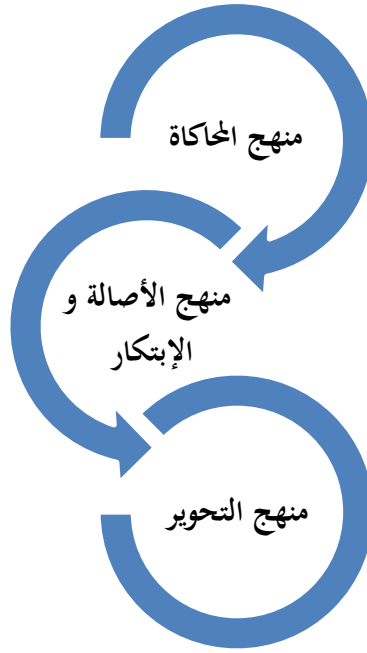 منهج المحاكاة
منهج الأصالة و
الإبتكار
منهج التحوير